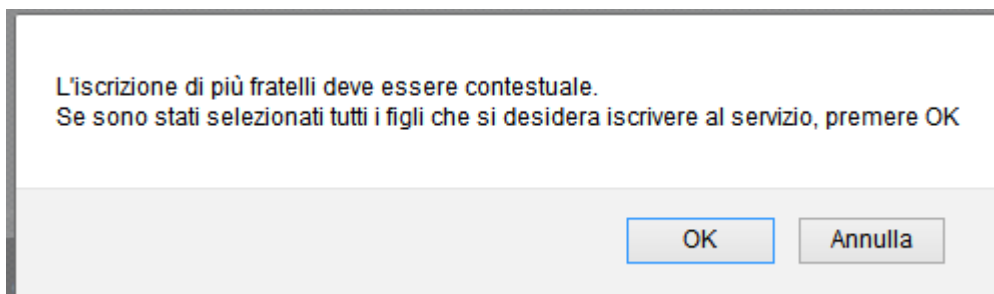 L'iscrizione di più fratelli deve essere contestuale.
Se sono stati selezionati tutti i figli che si desidera iscrivere al servizio, premere OK
OK
Annulla